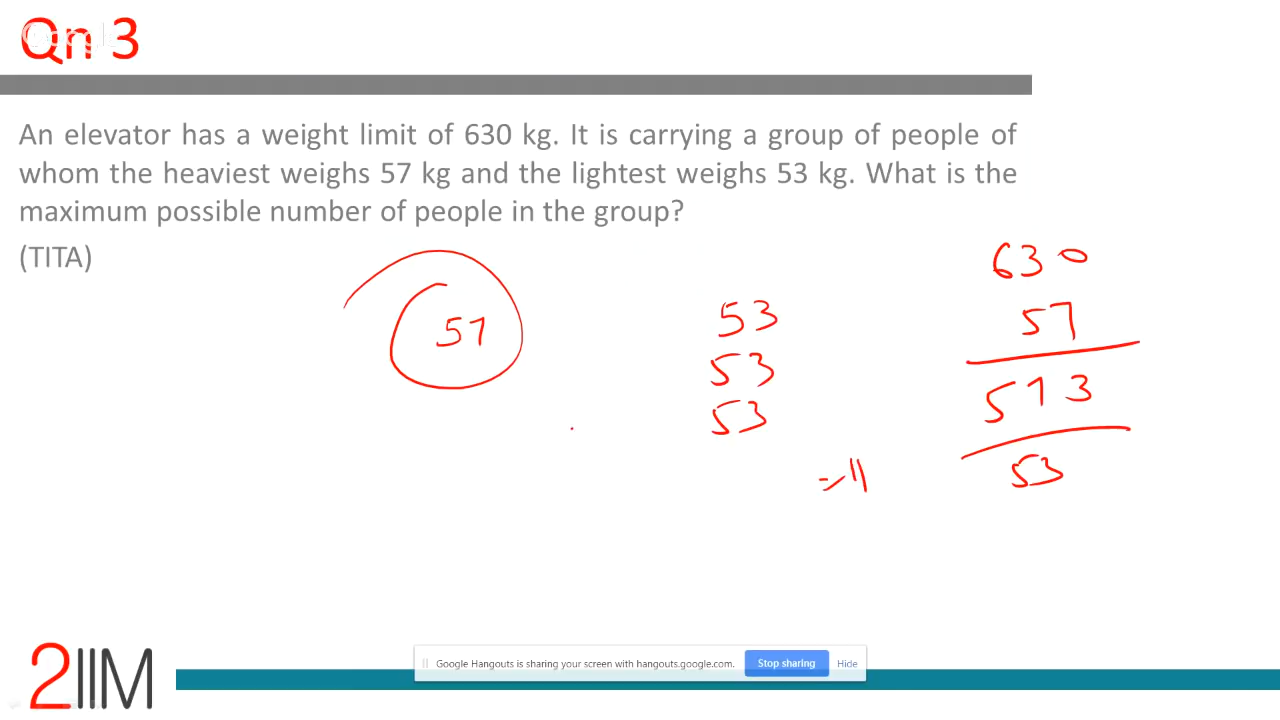 Qn 3
Google
An elevator has a weight limit of 630 kg. It is carrying a group of people of
whom the heaviest weighs 57 kg and the lightest weighs 53 kg. What is the
maximum possible number of people in the group?
(TITA)
57
53
53
53
=11
630
57
573
53
2IIM
Google Hangouts is sharing your screen with hangouts.google.com.
Stop sharing
Hide